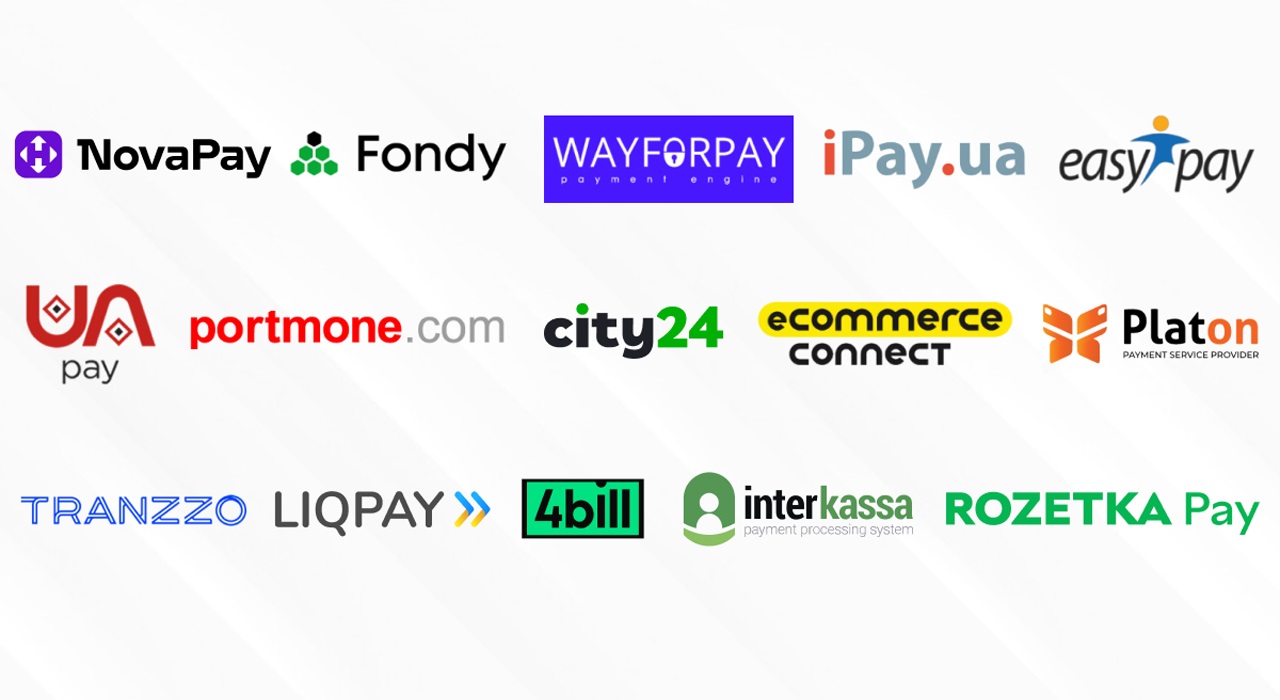 NovaPay
Fondy
WAYFORPAY
payment engine
iPay.ua
easypay
UA
pay
portmone.com
city24
eCommerce
connect
Platon
PAYMENT SERVICE PROVIDER
TRANZZO
LIQPAY
4bill
interkassa
payment processing system
ROZETKA Pay